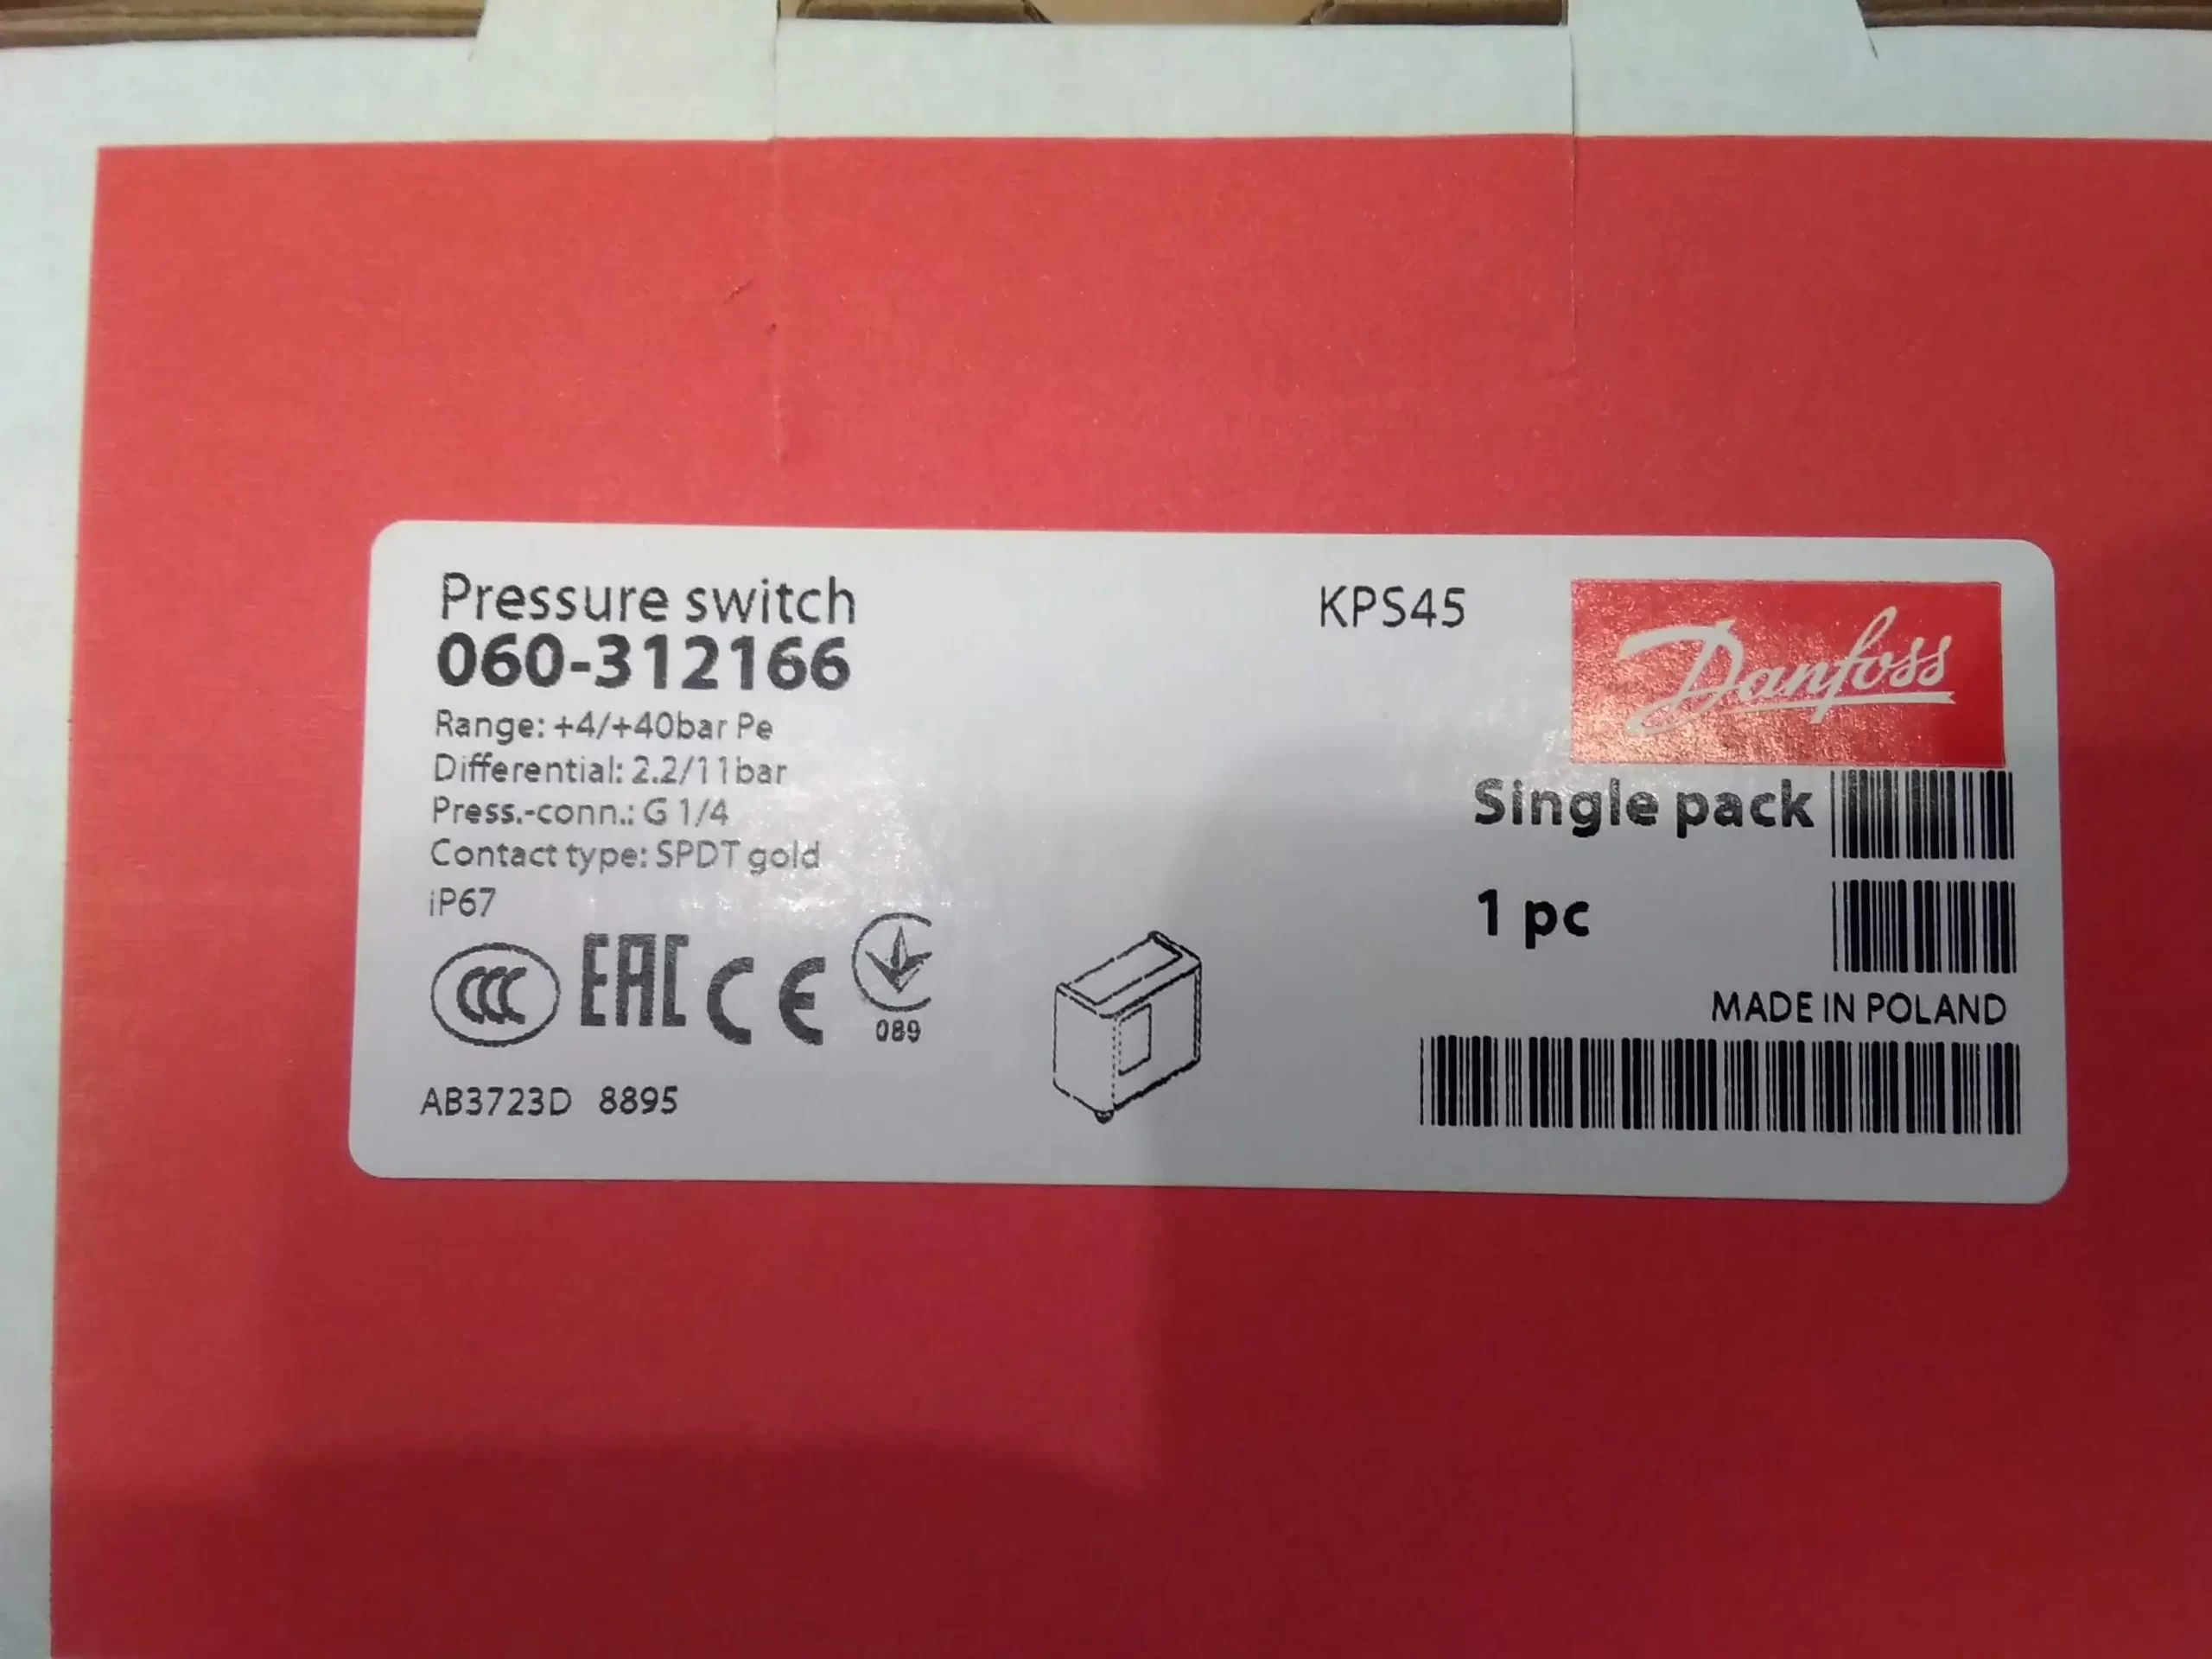 Pressure switch
060-312166
Range: +4/+40bar Pe
Differential: 2.2/11bar
Press.-conn.: G 1/4
Contact type: SPDT gold
iP67
CCC EAC CE
089
AB3723D 8895
KPS45
Danfoss
Single pack
1 pc
MADE IN POLAND